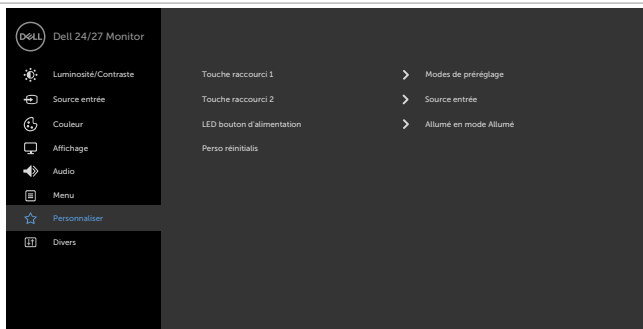 DELL Dell 24/27 Monitor
Luminosité/Contraste Touche raccourci 1 Modes de préréglage
Source entrée Touche raccourci 2 Source entrée
Couleur LED bouton d'alimentation Allumé en mode Allumé
Affichage Perso réinitialis
Audio
Menu
Personnaliser
Divers